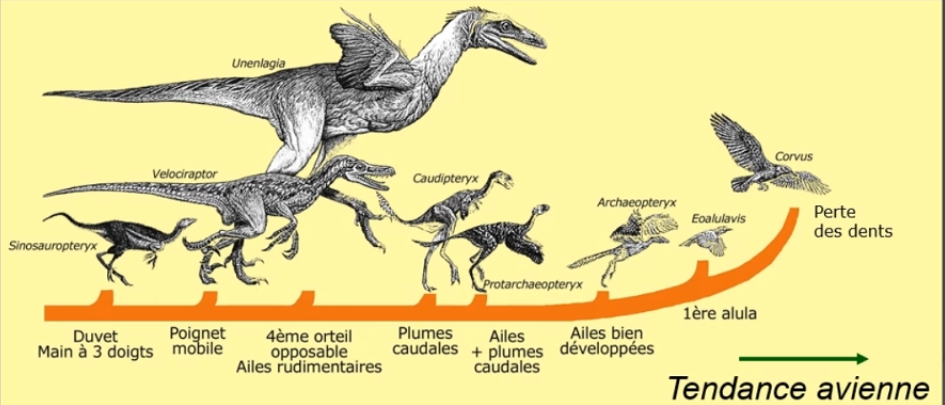 Unenlagia
Velociraptor
Sinosauropteryx
Caudipteryx
Protarchaeopteryx
Archaeopteryx
Eoalulavis
Corvus
Perte
des dents
1ère alula
Duvet
Main à 3 doigts
Poignet
mobile
4ème orteil
opposable
Ailes rudimentaires
Plumes
caudales
Ailes
+ plumes
caudales
Ailes bien
développées
Tendance avienne